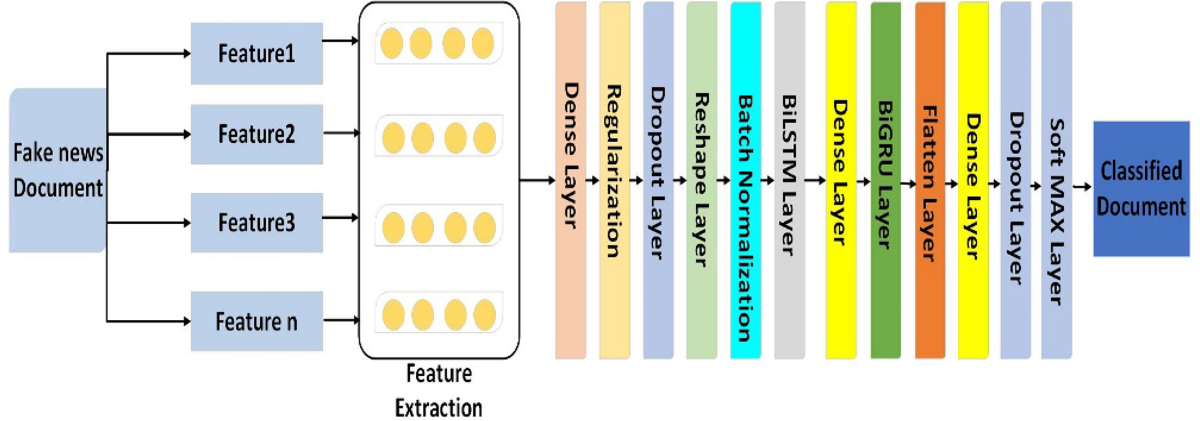 Fake news
Document
Feature1
Feature2
Feature3
Feature n
Feature
Extraction
Dense Layer
Regularization
Dropout Layer
Reshape Layer
Batch Normalization
BiLSTM Layer
Dense Layer
BiGRU Layer
Flatten Layer
Dense Layer
Dropout Layer
Soft MAX Layer
Classified
Document